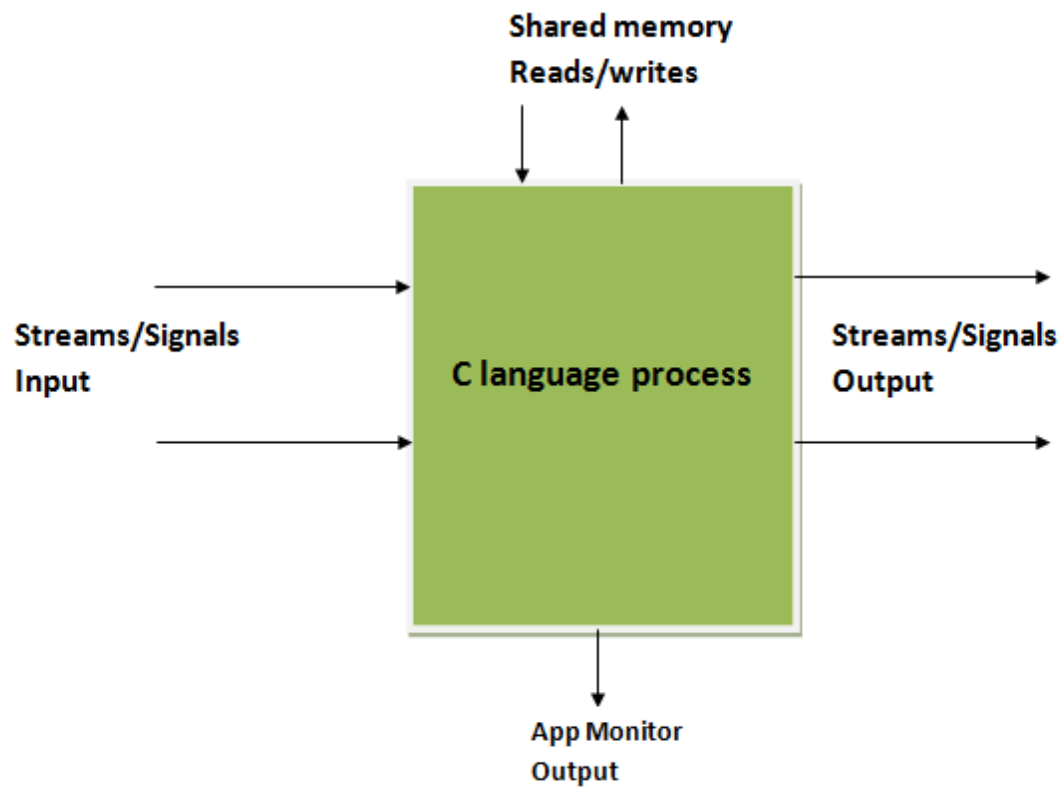 Shared memory
Reads/writes
Streams/Signals
Input
C language process
Streams/Signals
Output
App Monitor
Output